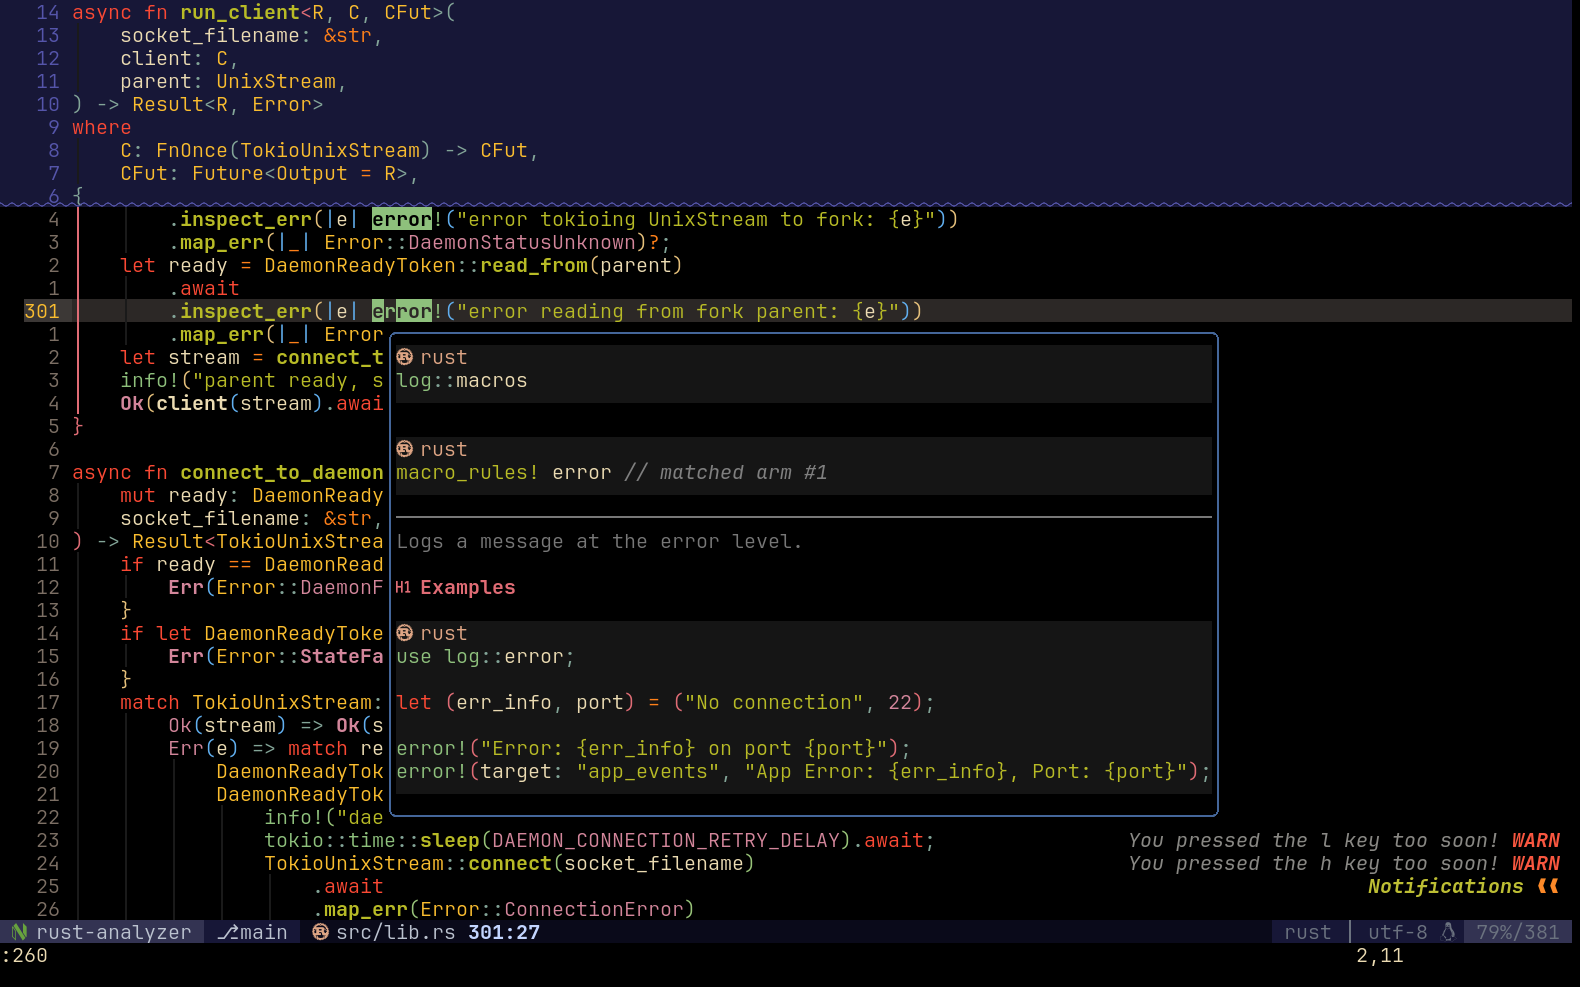 14 async fn run_client<R, C, CFut>(
13     socket_filename: &str,
12     client: C,
11     parent: UnixStream,
10 ) -> Result<R, Error>
9 where
8     C: FnOnce(TokioUnixStream) -> CFut,
7     CFut: Future<Output = R>,
6 {
4         .inspect_err(|e| error!("error tokioing UnixStream to fork: {e}"))
3         .map_err(|_| Error::DaemonStatusUnknown)?;
2     let ready = DaemonReadyToken::read_from(parent)
1         .await
301         .inspect_err(|e| error!("error reading from fork parent: {e}"))
1         .map_err(|_| Error
2     let stream = connect_t
3     info!("parent ready, s
4     Ok(client(stream).awai
5 }
6
7 async fn connect_to_daemon
8     mut ready: DaemonReady
9     socket_filename: &str,
10 ) -> Result<TokioUnixStrea
11     if ready == DaemonRead
12         Err(Error::DaemonF
13     }
14     if let DaemonReadyToke
15         Err(Error::StateFa
16     }
17     match TokioUnixStream:
18         Ok(stream) => Ok(s
19         Err(e) => match re
20             DaemonReadyTok
21             DaemonReadyTok
22                 info!("dae
rust
log::macros
rust
macro_rules! error // matched arm #1
Logs a message at the error level.
H1 Examples
rust
use log::error;
let (err_info, port) = ("No connection", 22);
error!("Error: {err_info} on port {port}");
error!(target: "app_events", "App Error: {err_info}, Port: {port}");
23                 tokio::time::sleep(DAEMON_CONNECTION_RETRY_DELAY).await;
24                 TokioUnixStream::connect(socket_filename)
25                     .await
26                     .map_err(Error::ConnectionError)
You pressed the l key too soon! WARN
You pressed the h key too soon! WARN
Notifications
rust-analyzer main src/lib.rs 301:27 rust utf-8 79%/381
:260 2,11